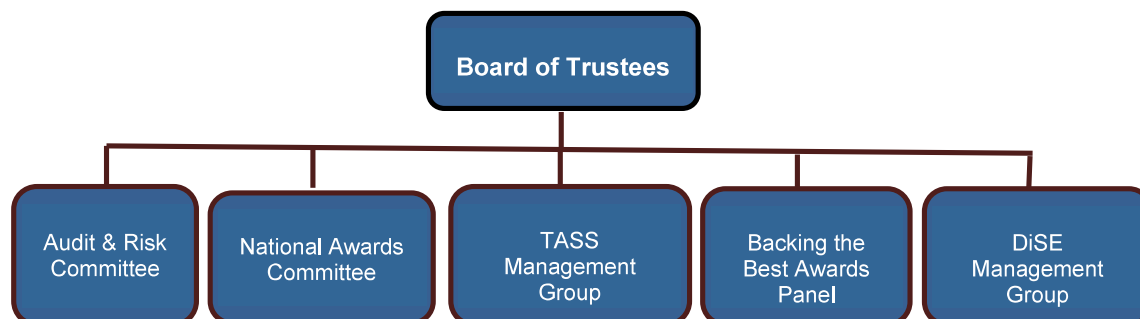 Board of Trustees
Audit & Risk
Committee
National Awards
Committee
TASS
Management
Group
Backing the
Best Awards
Panel
DiSE
Management
Group